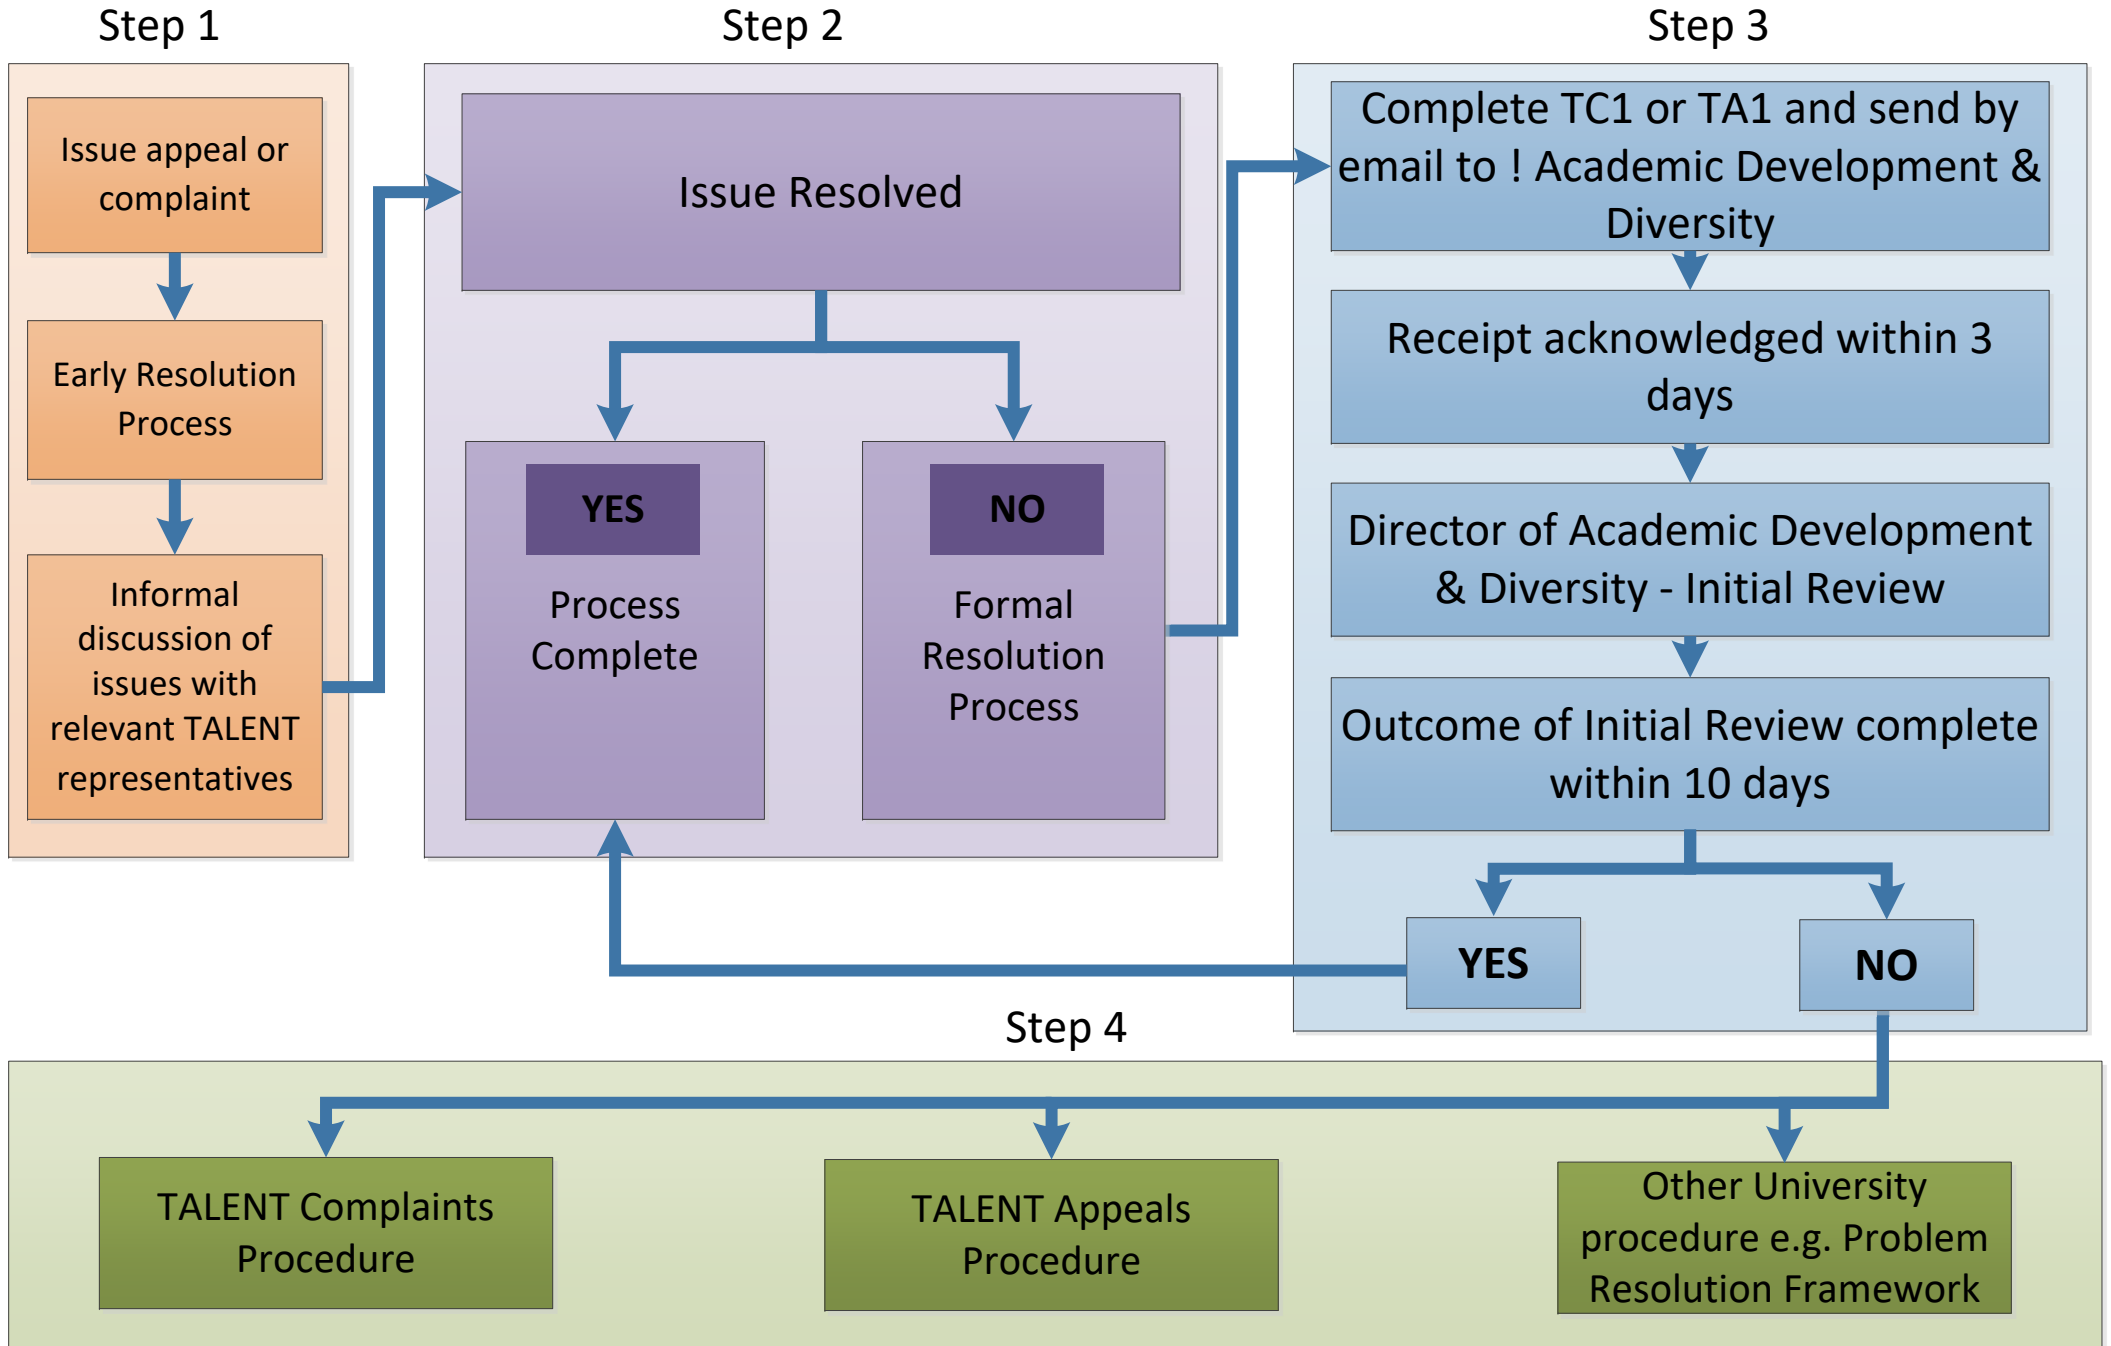 Step 1
Issue appeal or
complaint
Early Resolution
Process
Informal
discussion of
issues with
relevant TALENT
representatives
Step 2
Issue Resolved
YES
Process
Complete
NO
Formal
Resolution
Process
Step 3
Complete TC1 or TA1 and send by
email to ! Academic Development &
Diversity
Receipt acknowledged within 3
days
Director of Academic Development
& Diversity - Initial Review
Outcome of Initial Review complete
within 10 days
YES
NO
Step 4
TALENT Complaints
Procedure
TALENT Appeals
Procedure
Other University
procedure e.g. Problem
Resolution Framework